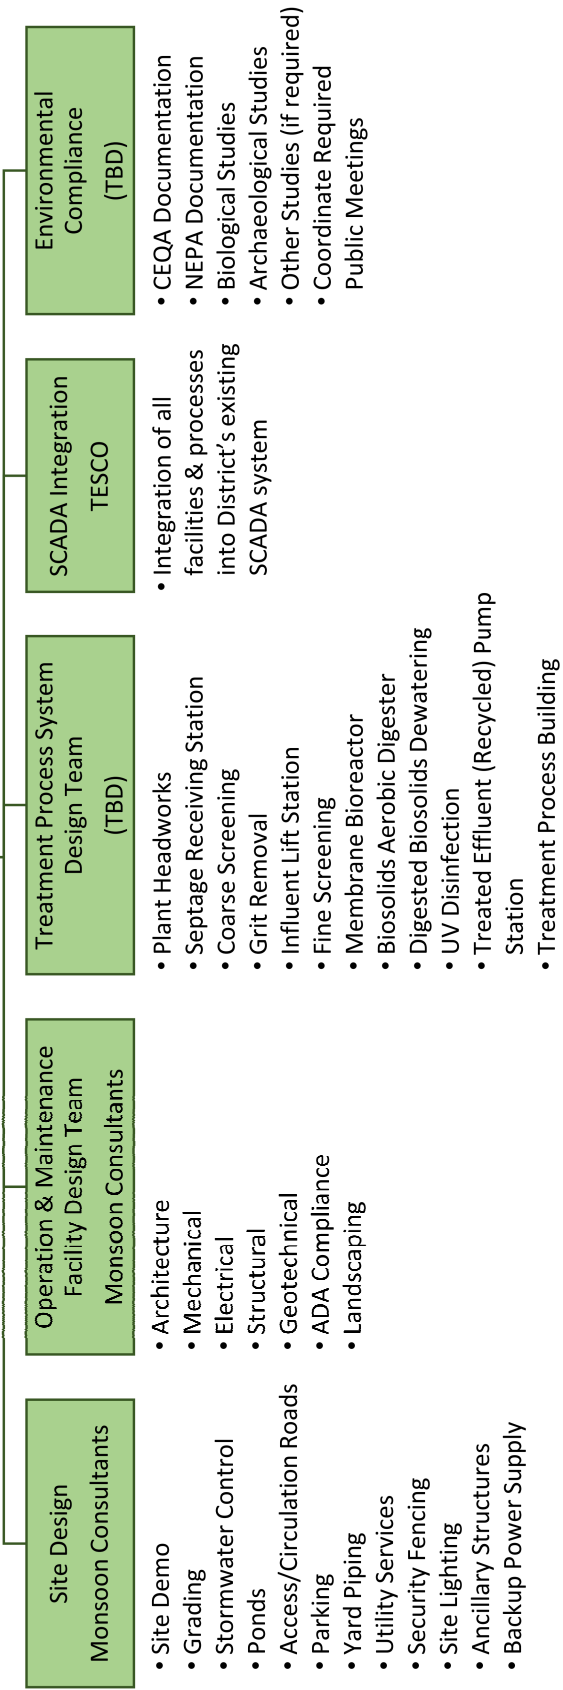 Site Design
Monsoon Consultants
• Site Demo
• Grading
• Stormwater Control
• Ponds
• Access/Circulation Roads
• Parking
• Yard Piping
• Utility Services
• Security Fencing
• Site Lighting
• Ancillary Structures
• Backup Power Supply
Operation & Maintenance
Facility Design Team
Monsoon Consultants
• Architecture
• Mechanical
• Electrical
• Structural
• Geotechnical
• ADA Compliance
• Landscaping
Treatment Process System
Design Team
(TBD)
• Plant Headworks
• Septage Receiving Station
• Coarse Screening
• Grit Removal
• Influent Lift Station
• Fine Screening
• Membrane Bioreactor
• Biosolids Aerobic Digester
• Digested Biosolids Dewatering
• UV Disinfection
• Treated Effluent (Recycled) Pump
Station
• Treatment Process Building
SCADA Integration
TESCO
• Integration of all
facilities & processes
into District's existing
SCADA system
Environmental
Compliance
(TBD)
• CEQA Documentation
• NEPA Documentation
• Biological Studies
• Archaeological Studies
• Other Studies (if required)
• Coordinate Required
Public Meetings